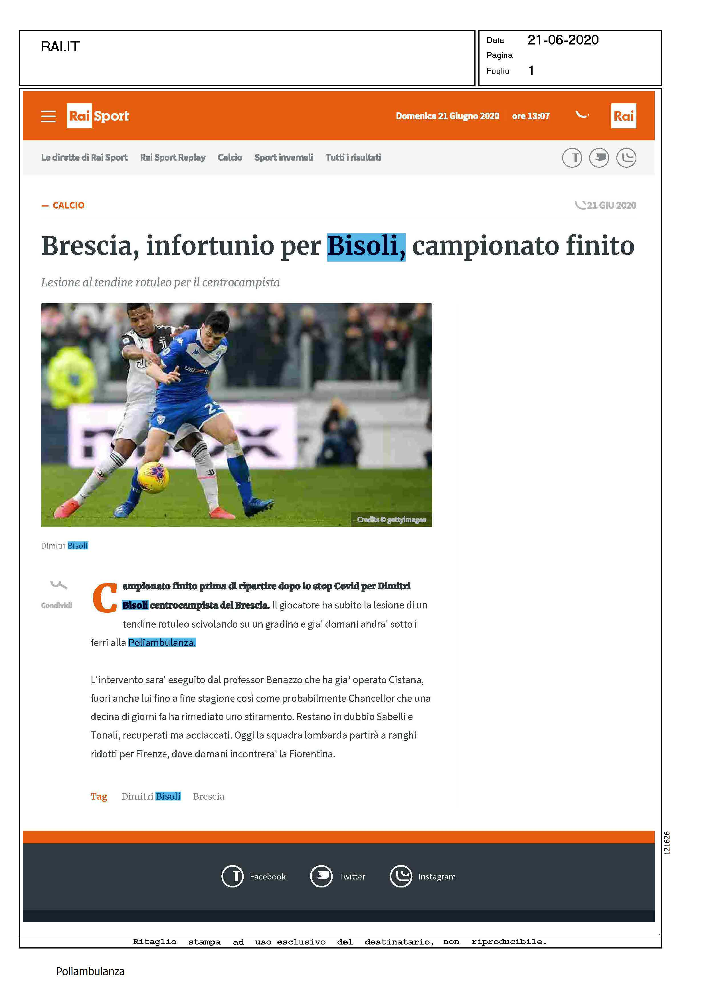 RAI.IT
Data 21-06-2020
Pagina
Foglio 1
Rai Sport
Domenica 21 Giugno 2020 ore 13:07
Rai
Le dirette di Rai Sport Rai Sport Replay Calcio Sport invernali Tutti i risultati
— CALCIO
21 GIU 2020
Brescia, infortunio per Bisoli, campionato finito
Lesione al tendine rotuleo per il centrocampista
Credits © gettyimages
Dimitri Bisoli
Condividi
Campionato finito prima di ripartire dopo lo stop Covid per Dimitri
Bisoli centrocampista del Brescia. Il giocatore ha subito la lesione di un
tendine rotuleo scivolando su un gradino e gia' domani andra' sotto i
ferri alla Poliambulanza.
L'intervento sara' eseguito dal professor Benazzo che ha gia' operato Cistana,
fuori anche lui fino a fine stagione così come probabilmente Chancellor che una
decina di giorni fa ha rimediato uno stiramento. Restano in dubbio Sabelli e
Tonali, recuperati ma acciaccati. Oggi la squadra lombarda partirà a ranghi
ridotti per Firenze, dove domani incontrera' la Fiorentina.
Tag Dimitri Bisoli Brescia
121626
Facebook Twitter Instagram
Ritaglio stampa ad uso esclusivo del destinatario, non riproducibile.
Poliambulanza